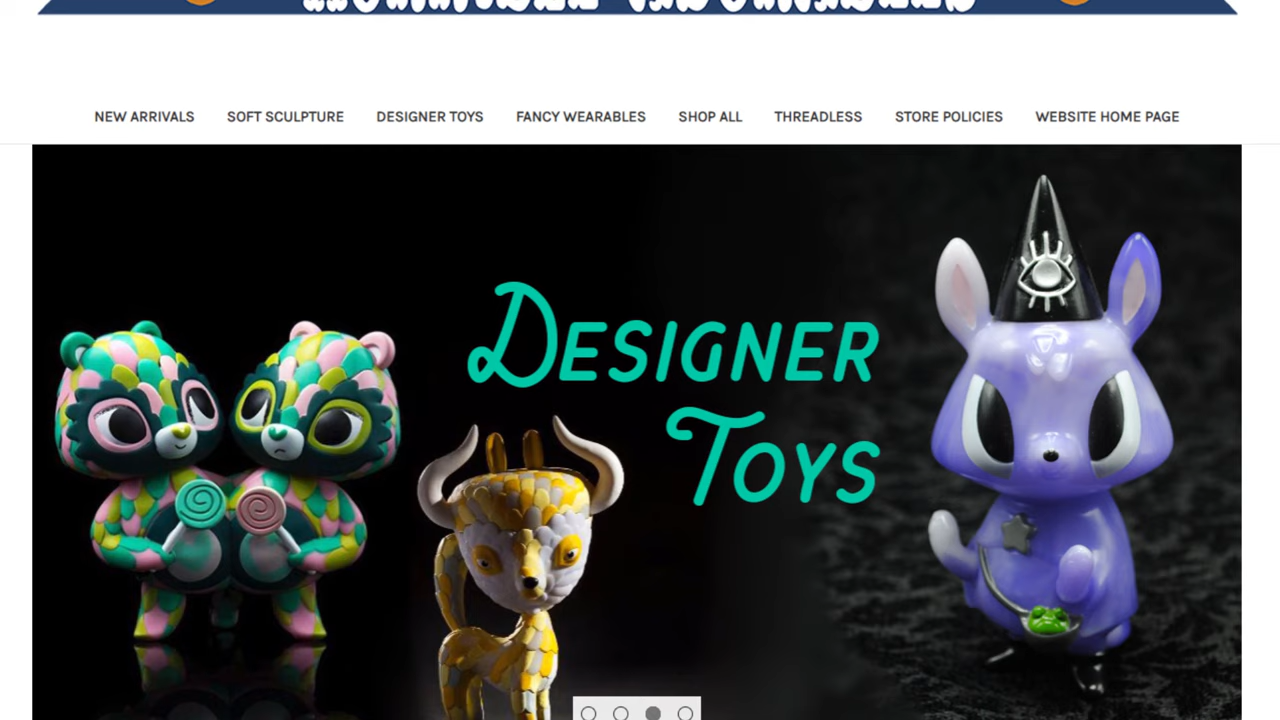 NEW ARRIVALS SOFT SCULPTURE DESIGNER TOYS FANCY WEARABLES SHOP ALL THREADLESS STORE POLICIES WEBSITE HOME PAGE
DESIGNER
TOYS